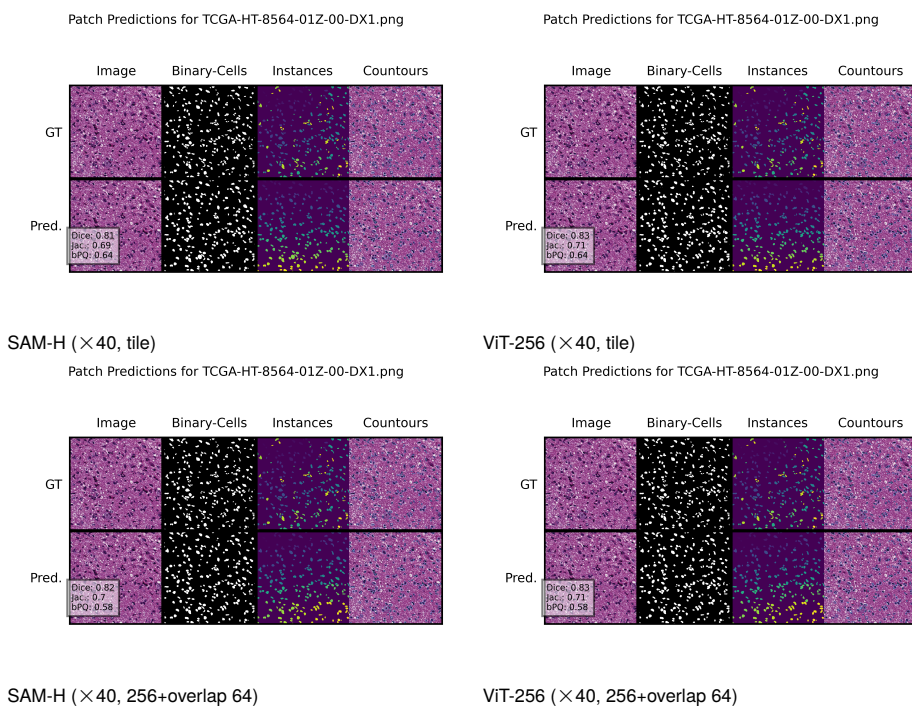 Patch Predictions for TCGA-HT-8564-01Z-00-DX1.png
Image Binary-Cells Instances Countours
GT
Pred.
Dice: 0.81
Jac.: 0.69
bPQ: 0.64
SAM-H (×40, tile)
Patch Predictions for TCGA-HT-8564-01Z-00-DX1.png
Image Binary-Cells Instances Countours
GT
Pred.
Dice: 0.83
Jac.: 0.71
bPQ: 0.64
ViT-256 (×40, tile)
Patch Predictions for TCGA-HT-8564-01Z-00-DX1.png
Image Binary-Cells Instances Countours
GT
Pred.
Dice: 0.82
Jac.: 0.7
bPQ: 0.58
SAM-H (×40, 256+overlap 64)
Patch Predictions for TCGA-HT-8564-01Z-00-DX1.png
Image Binary-Cells Instances Countours
GT
Pred.
Dice: 0.83
Jac.: 0.71
bPQ: 0.58
ViT-256 (×40, 256+overlap 64)